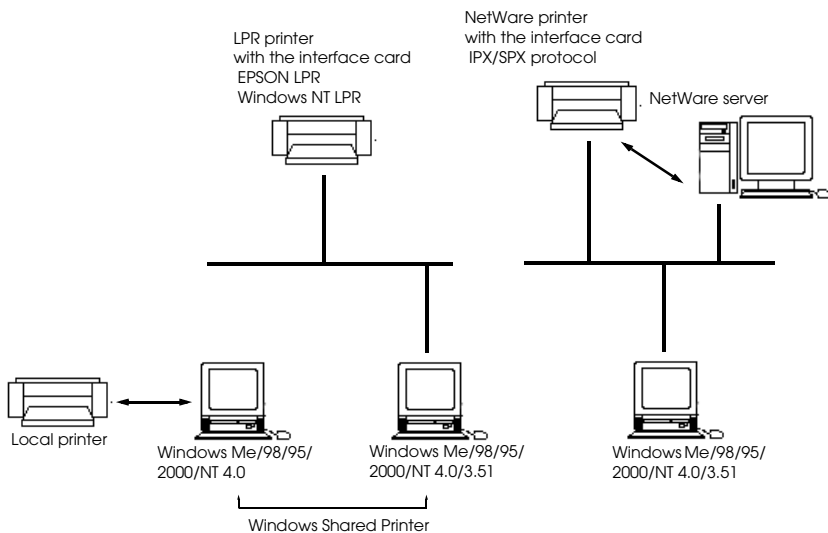 LPR printer
with the interface card
EPSON LPR
Windows NT LPR
NetWare printer
with the interface card
IPX/SPX protocol
NetWare server
Local printer
Windows Me/98/95/
2000/NT 4.0
Windows Me/98/95/
2000/NT 4.0/3.51
Windows Me/98/95/
2000/NT 4.0/3.51
Windows Shared Printer